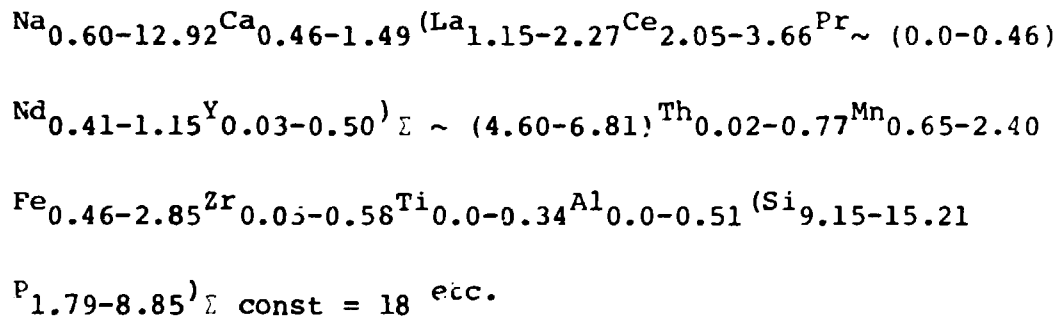 Na0.60-12.92Ca0.46-1.49(La1.15-2.27Ce2.05-3.66Pr~ (0.0-0.46)
Nd0.41-1.15Y0.03-0.50)Σ ~ (4.60-6.81)Th0.02-0.77Mn0.65-2.40
Fe0.46-2.85Zr0.05-0.58Ti0.0-0.34Al0.0-0.51(Si9.15-15.21
P1.79-8.85)Σ const = 18 etc.